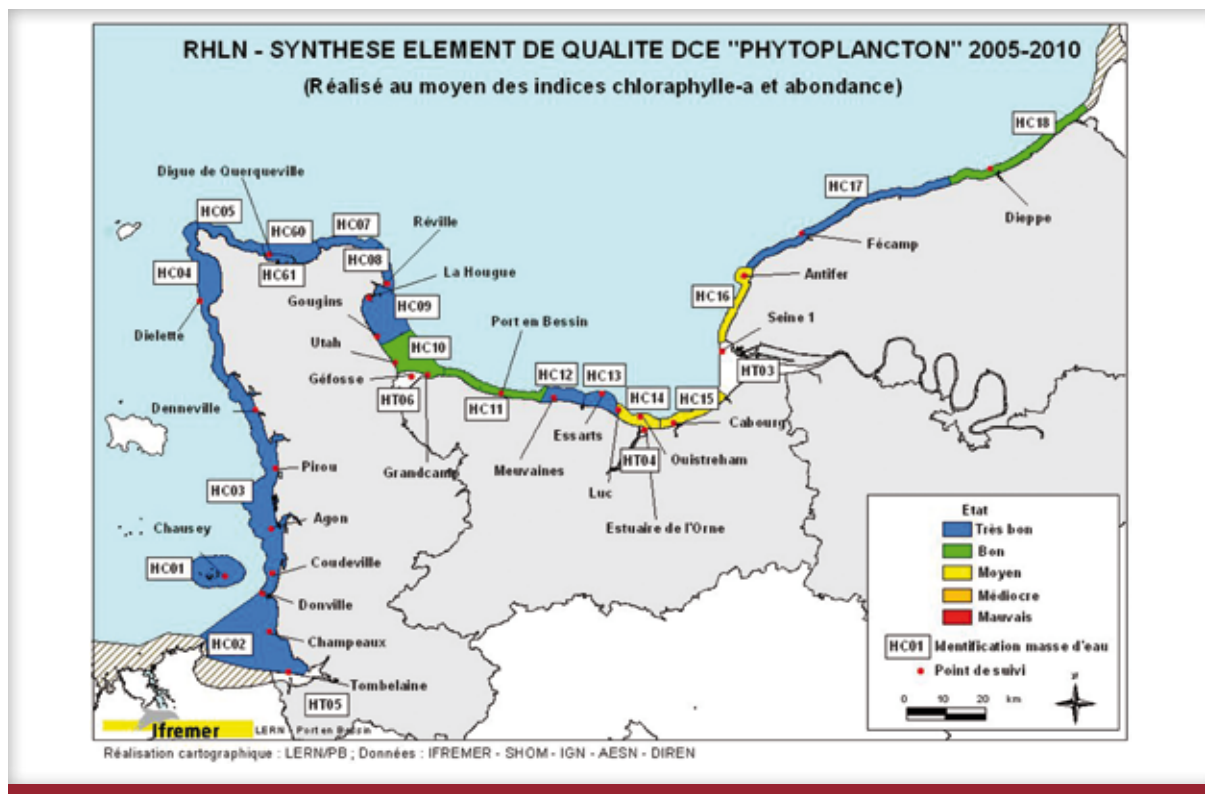 RHLN - SYNTHESE ELEMENT DE QUALITE DCE "PHYTOPLANCTON" 2005-2010
(Réalisé au moyen des indices chloraphylle-a et abondance)
HC18
Digue de Querqueville
HC17
Dieppe
HC05
HC60
HC07
Réville
Fécamp
HC04
HC61
HC08
La Hougue
Antifer
HC16
Gougins
HC09
Dielette
Port en Bessin
Seine 1
Utah
HC10
Géfosse
HC12
HC13
HT03
HT06
HC14
HC15
Denneville
HC11
Essarts
Cabourg
Grandcamp
Meuvaines
HT04
Ouistreham
Pirou
Luc
HC03
Estuaire de l'Orne
Agon
Chausey
HC01
Coudeville
Donville
Champeaux
HC02
Tombelaine
HT05
Etat
Très bon
Bon
Moyen
Médiocre
Mauvais
HC01 Identification masse d'eau
Point de suivi
0 10 20 km
N
Ifremer LERN - Port en Bessin
Réalisation cartographique : LERN/PB ; Données : IFREMER - SHOM - IGN - AESN - DIREN